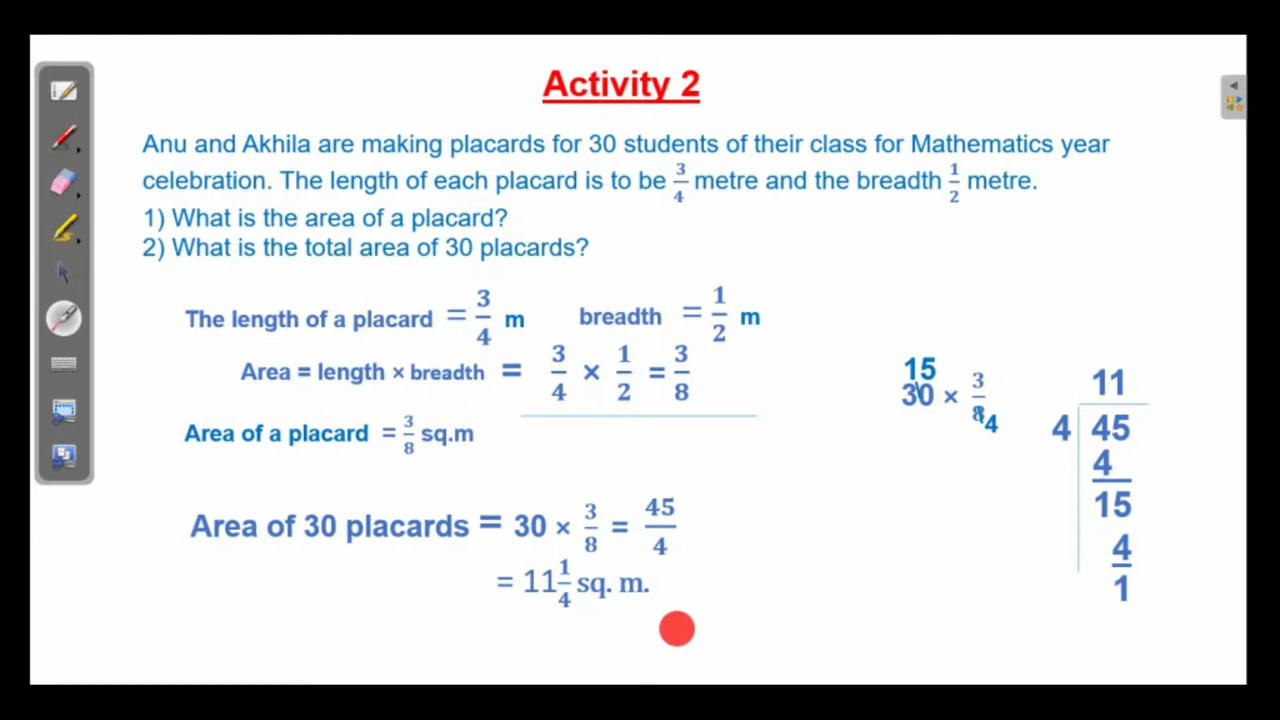 Activity 2
Anu and Akhila are making placards for 30 students of their class for Mathematics year
celebration. The length of each placard is to be 3/4 metre and the breadth 1/2 metre.
1) What is the area of a placard?
2) What is the total area of 30 placards?
The length of a placard = 3/4 m breadth = 1/2 m
Area = length × breadth = 3/4 × 1/2 = 3/8
Area of a placard = 3/8 sq.m
Area of 30 placards = 30 × 3/8 = 45/4
= 11 1/4 sq. m.
15
30 × 3/8
4
11
4 45
4
15
4
1